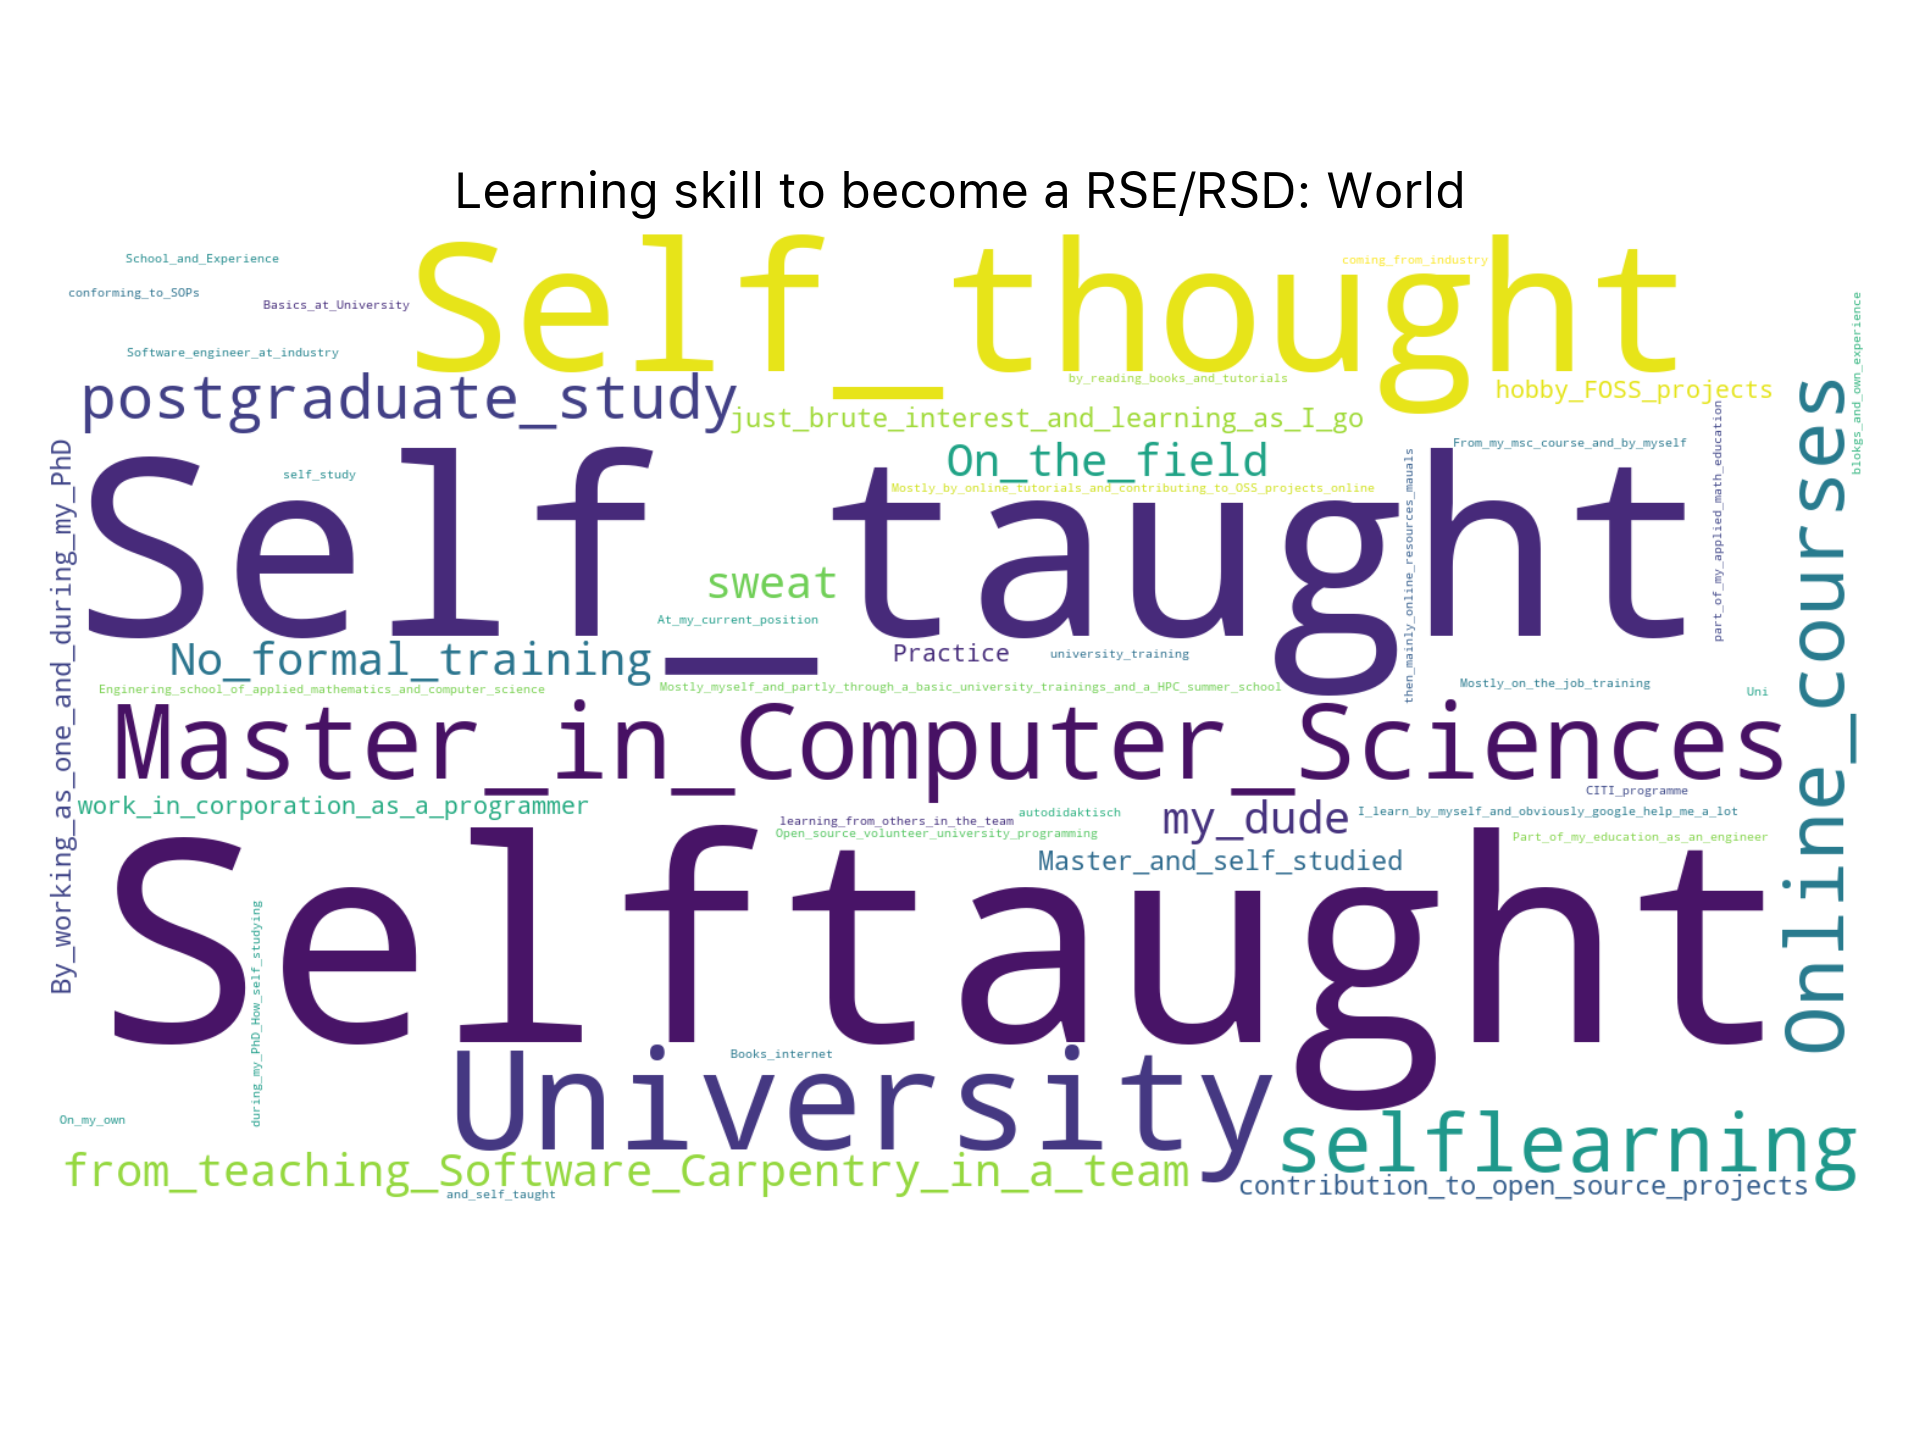 Learning skill to become a RSE/RSD: World
School_and_Experience
Self_thought
coming_from_industry
conforming_to_SOPs
Basics_at_University
Software_engineer_at_industry
postgraduate_study
by_reading_books_and_tutorials
hobby_FOSS_projects
just_brute_interest_and_learning_as_I_go
blokgs_and_own_experience
Online_courses
part_of_my_applied_math_education
From_my_msc_course_and_by_myself
On_the_field
self_study
Mostly_by_online_tutorials_and_contributing_to_OSS_projects_online
Self_taught
then_mainly_online_resources_mauals
By_working_as_one_and_during_my_PhD
sweat
At_my_current_position
No_formal_training
Practice
university_training
Enginering_school_of_applied_mathematics_and_computer_science
Mostly_myself_and_partly_through_a_basic_university_trainings_and_a_HPC_summer_school
Mostly_on_the_job_training
Uni
Master_in_Computer_Sciences
CITI_programme
work_in_corporation_as_a_programmer
learning_from_others_in_the_team
autodidaktisch
my_dude
I_learn_by_myself_and_obviously_google_help_me_a_lot
Open_source_volunteer_university_programming
Part_of_my_education_as_an_engineer
Master_and_self_studied
Selftaught
during_my_PhD_How_self_studying
Books_internet
University
On_my_own
selflearning
from_teaching_Software_Carpentry_in_a_team
and_self_taught
contribution_to_open_source_projects